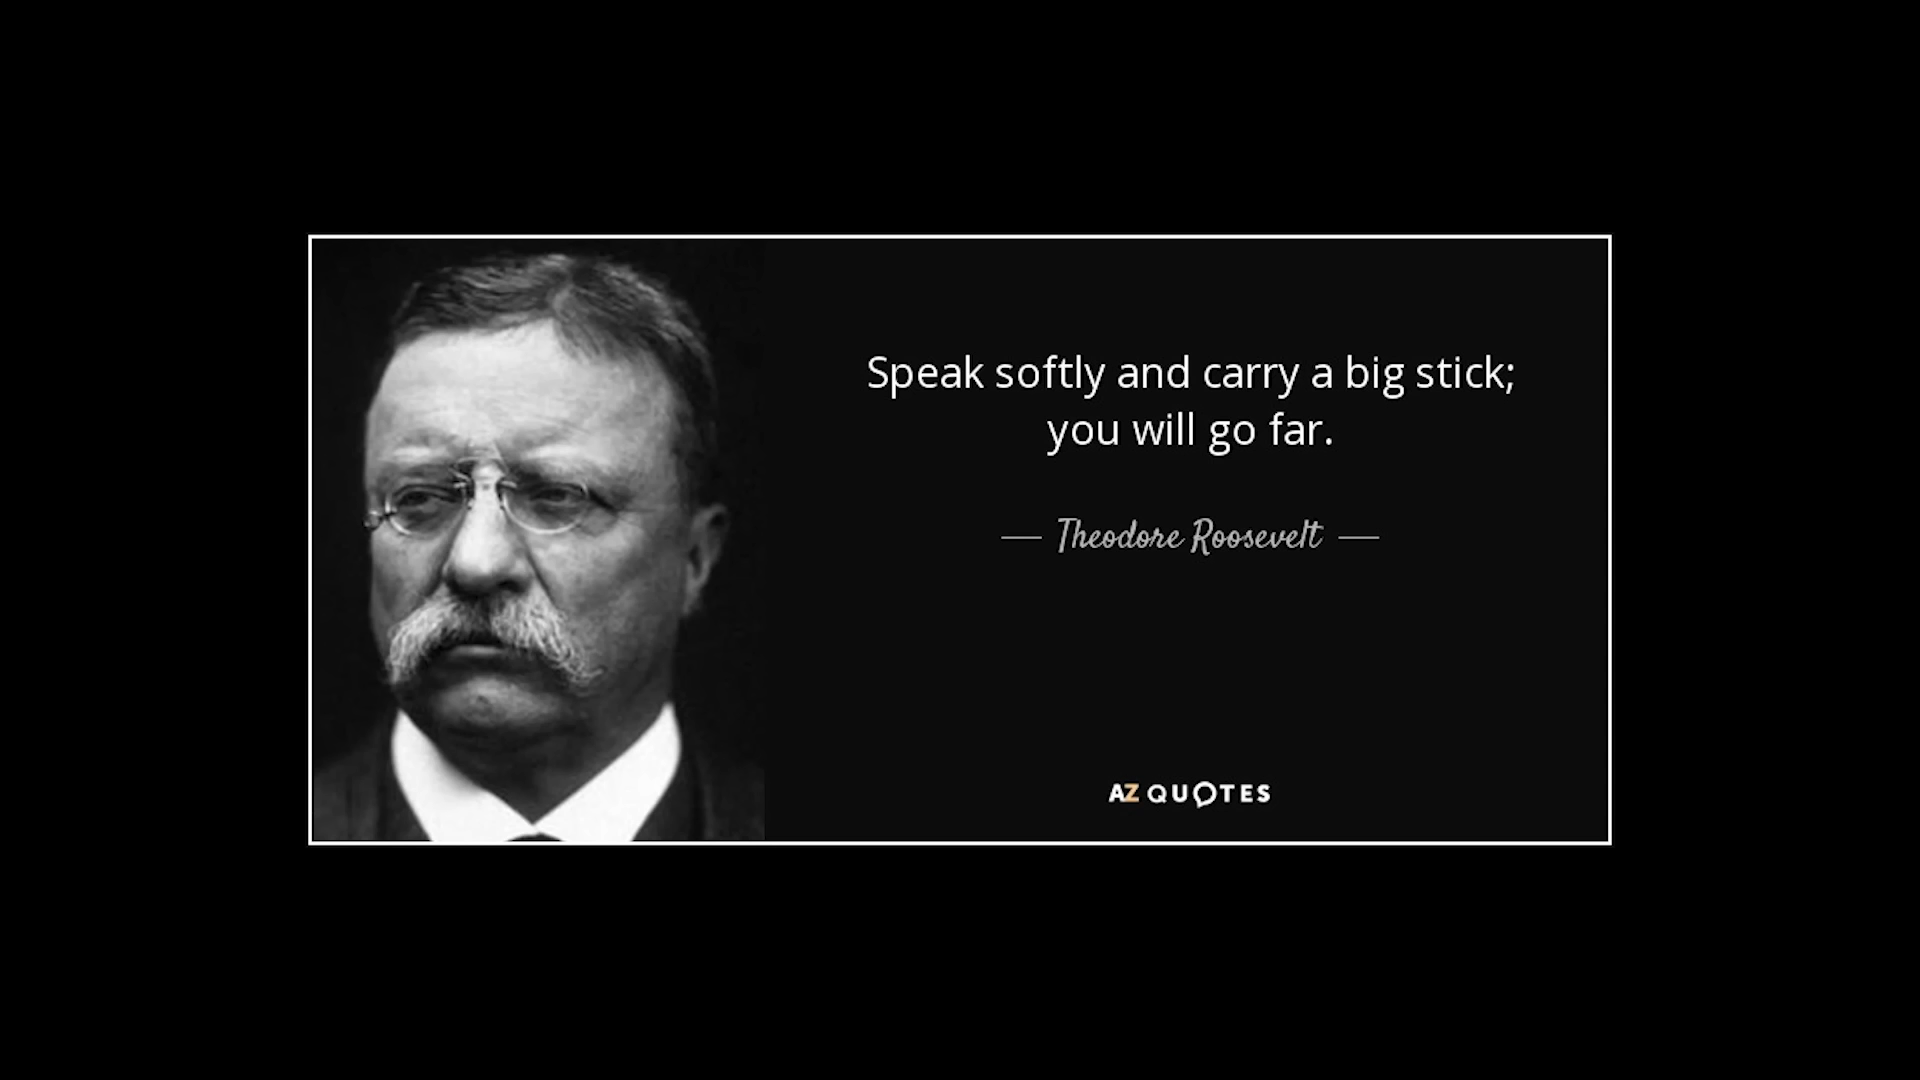 Speak softly and carry a big stick;
you will go far.
— Theodore Roosevelt —
AZ QUOTES